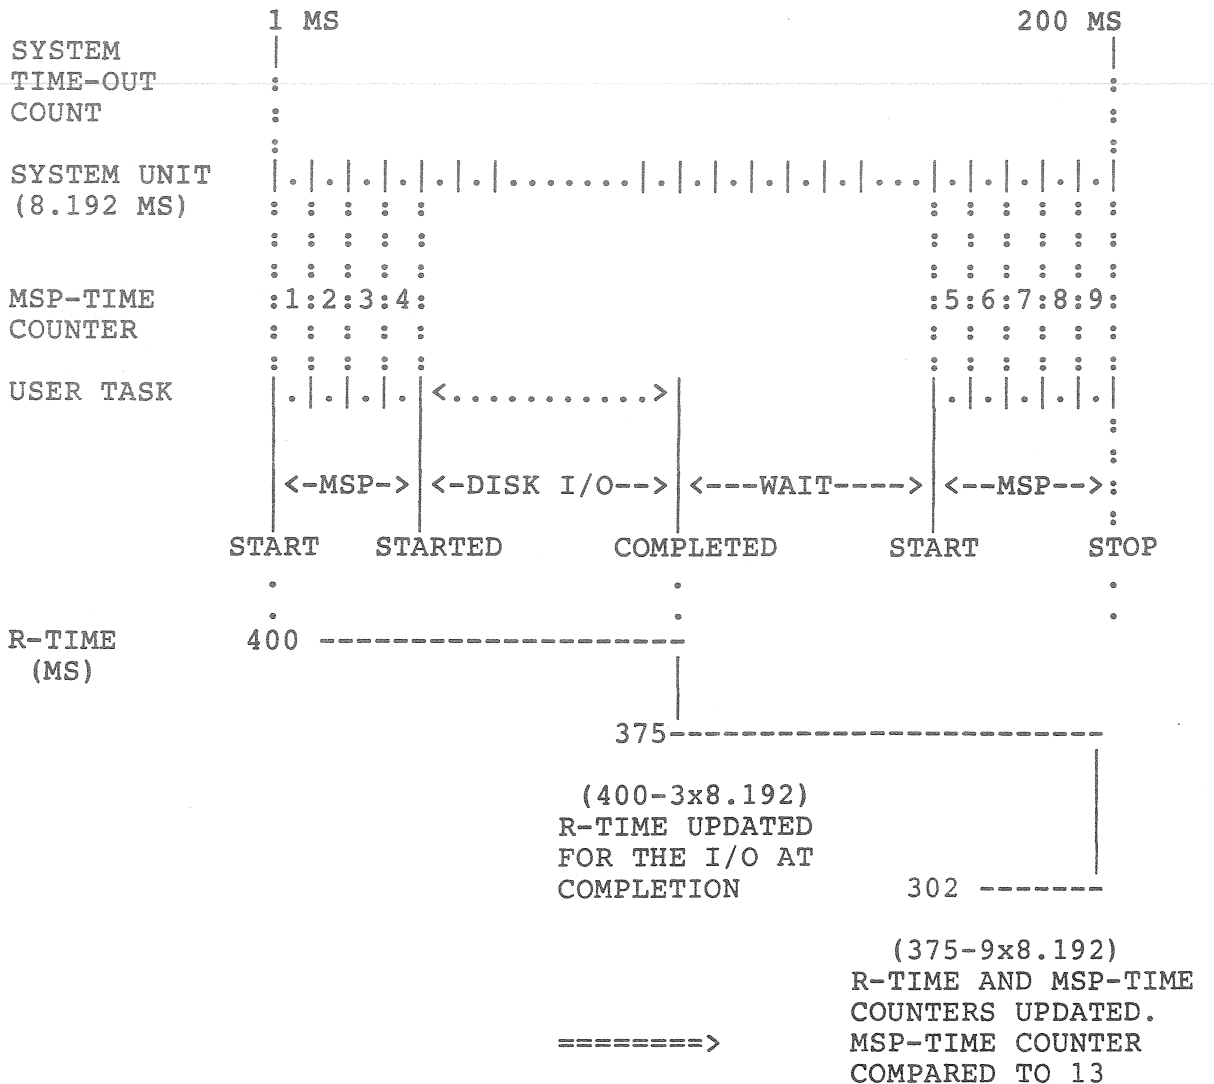 1 MS 200 MS
SYSTEM
TIME-OUT
COUNT
SYSTEM UNIT |.|.|.|.|.|.|.......|.|.|.|.|.|...|.|.|.|.|.|
(8.192 MS)
MSP-TIME :1:2:3:4: :5:6:7:8:9:
COUNTER
USER TASK |.|.|.|.|<...........>| |.|.|.|.|.|
<-MSP-> <-DISK I/O--> <---WAIT----> <--MSP-->:
START STARTED COMPLETED START STOP
R-TIME 400 --------------------
(MS)
375------------------------
(400-3x8.192)
R-TIME UPDATED
FOR THE I/O AT
COMPLETION 302 -------
(375-9x8.192)
R-TIME AND MSP-TIME
COUNTERS UPDATED.
========> MSP-TIME COUNTER
COMPARED TO 13